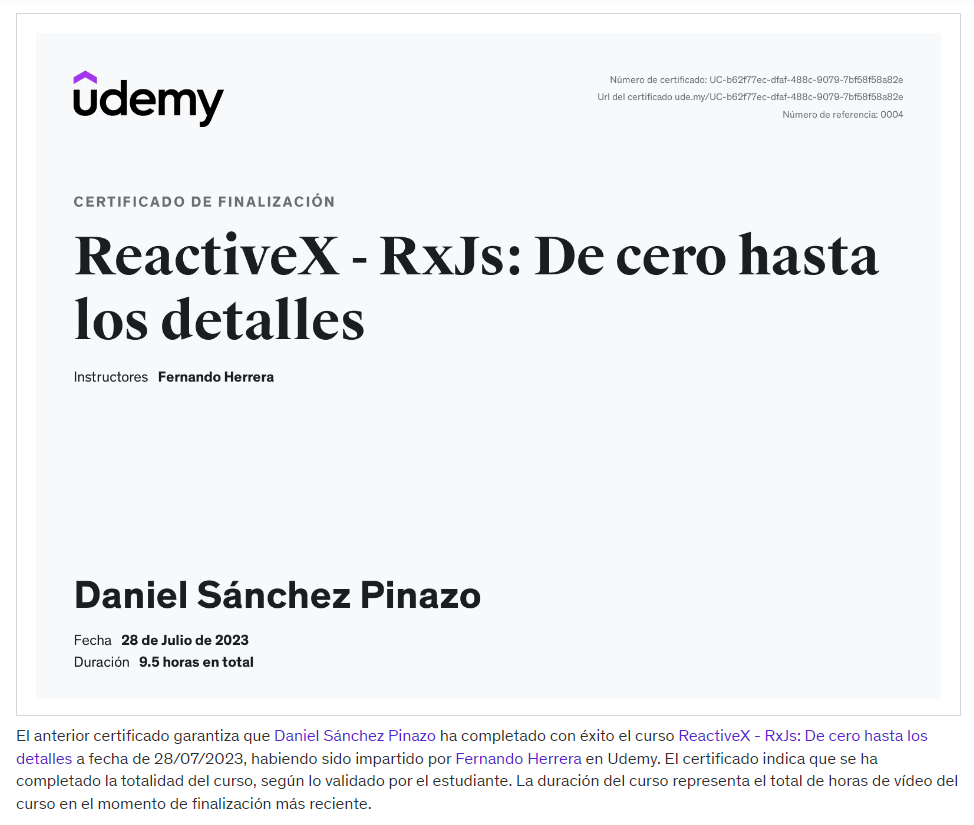 udemy
Número de certificado: UC-b62f77ec-dfaf-488c-9079-7bf58f58a82e
Url del certificado ude.my/UC-b62f77ec-dfaf-488c-9079-7bf58f58a82e
Número de referencia: 0004
CERTIFICADO DE FINALIZACIÓN
ReactiveX - RxJs: De cero hasta
los detalles
Instructores Fernando Herrera
Daniel Sánchez Pinazo
Fecha 28 de Julio de 2023
Duración 9.5 horas en total
El anterior certificado garantiza que Daniel Sánchez Pinazo ha completado con éxito el curso ReactiveX - RxJs: De cero hasta los
detalles a fecha de 28/07/2023, habiendo sido impartido por Fernando Herrera en Udemy. El certificado indica que se ha
completado la totalidad del curso, según lo validado por el estudiante. La duración del curso representa el total de horas de vídeo del
curso en el momento de finalización más reciente.